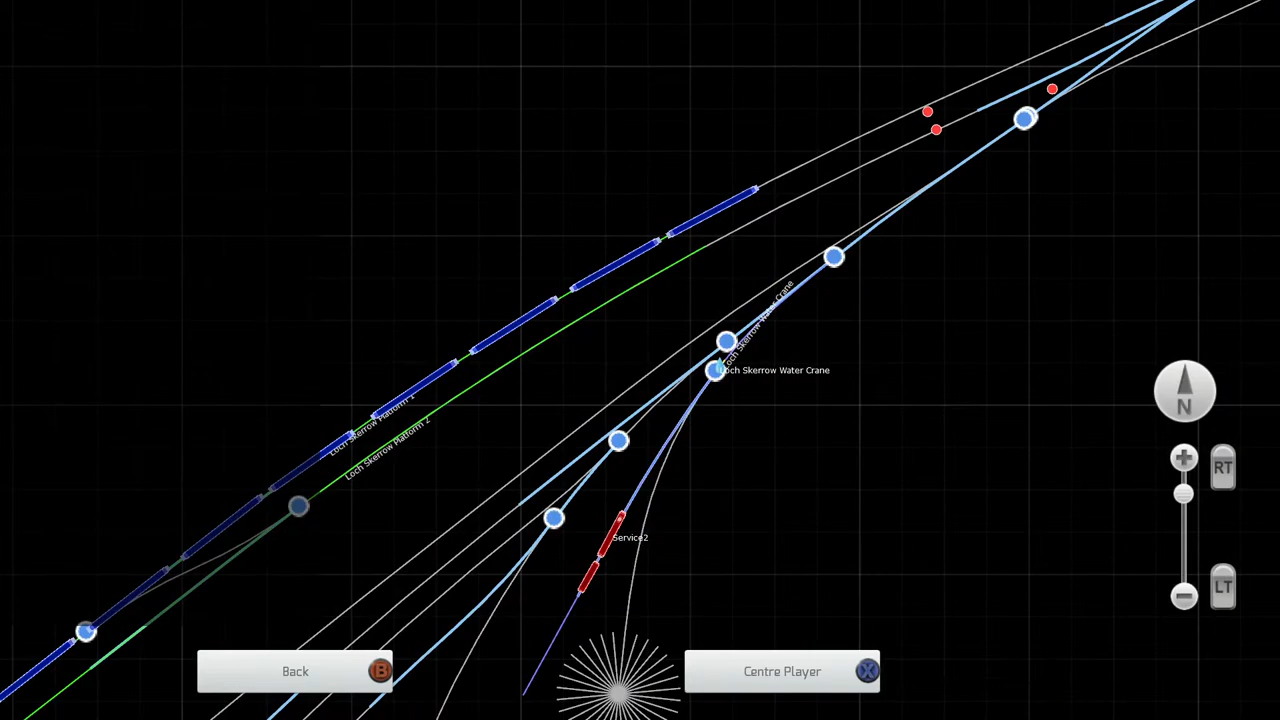 Loch Skerrow Water Crane
Loch Skerrow Water Crane
Loch Skerrow Platform 1
Loch Skerrow Platform 2
N
RT
Service2
LT
Back
B
Centre Player
X